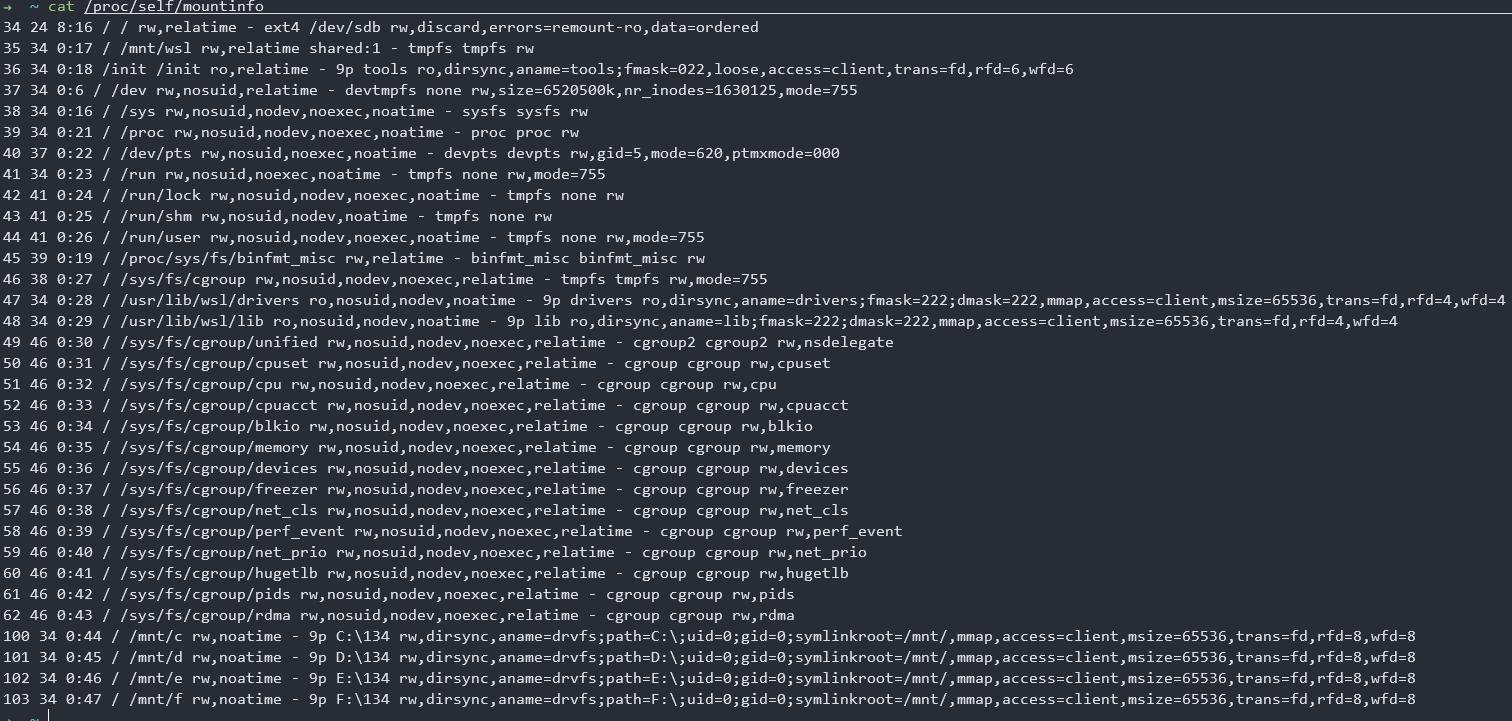 → ~ cat /proc/self/mountinfo
34 24 8:16 / / rw,relatime - ext4 /dev/sdb rw,discard,errors=remount-ro,data=ordered
35 34 0:17 / /mnt/wsl rw,relatime shared:1 - tmpfs tmpfs rw
36 34 0:18 /init /init ro,relatime - 9p tools ro,dirsync,aname=tools;fmask=022,loose,access=client,trans=fd,rfd=6,wfd=6
37 34 0:6 / /dev rw,nosuid,relatime - devtmpfs none rw,size=6520500k,nr_inodes=1630125,mode=755
38 34 0:16 / /sys rw,nosuid,nodev,noexec,noatime - sysfs sysfs rw
39 34 0:21 / /proc rw,nosuid,nodev,noexec,noatime - proc proc rw
40 37 0:22 / /dev/pts rw,nosuid,noexec,noatime - devpts devpts rw,gid=5,mode=620,ptmxmode=000
41 34 0:23 / /run rw,nosuid,noexec,noatime - tmpfs none rw,mode=755
42 41 0:24 / /run/lock rw,nosuid,nodev,noexec,noatime - tmpfs none rw
43 41 0:25 / /run/shm rw,nosuid,nodev,noatime - tmpfs none rw
44 41 0:26 / /run/user rw,nosuid,nodev,noexec,noatime - tmpfs none rw,mode=755
45 39 0:19 / /proc/sys/fs/binfmt_misc rw,relatime - binfmt_misc binfmt_misc rw
46 38 0:27 / /sys/fs/cgroup rw,nosuid,nodev,noexec,relatime - tmpfs tmpfs rw,mode=755
47 34 0:28 / /usr/lib/wsl/drivers ro,nosuid,nodev,noatime - 9p drivers ro,dirsync,aname=drivers;fmask=222;dmask=222,mmap,access=client,msize=65536,trans=fd,rfd=4,wfd=4
48 34 0:29 / /usr/lib/wsl/lib ro,nosuid,nodev,noatime - 9p lib ro,dirsync,aname=lib;fmask=222;dmask=222,mmap,access=client,msize=65536,trans=fd,rfd=4,wfd=4
49 46 0:30 / /sys/fs/cgroup/unified rw,nosuid,nodev,noexec,relatime - cgroup2 cgroup2 rw,nsdelegate
50 46 0:31 / /sys/fs/cgroup/cpuset rw,nosuid,nodev,noexec,relatime - cgroup cgroup rw,cpuset
51 46 0:32 / /sys/fs/cgroup/cpu rw,nosuid,nodev,noexec,relatime - cgroup cgroup rw,cpu
52 46 0:33 / /sys/fs/cgroup/cpuacct rw,nosuid,nodev,noexec,relatime - cgroup cgroup rw,cpuacct
53 46 0:34 / /sys/fs/cgroup/blkio rw,nosuid,nodev,noexec,relatime - cgroup cgroup rw,blkio
54 46 0:35 / /sys/fs/cgroup/memory rw,nosuid,nodev,noexec,relatime - cgroup cgroup rw,memory
55 46 0:36 / /sys/fs/cgroup/devices rw,nosuid,nodev,noexec,relatime - cgroup cgroup rw,devices
56 46 0:37 / /sys/fs/cgroup/freezer rw,nosuid,nodev,noexec,relatime - cgroup cgroup rw,freezer
57 46 0:38 / /sys/fs/cgroup/net_cls rw,nosuid,nodev,noexec,relatime - cgroup cgroup rw,net_cls
58 46 0:39 / /sys/fs/cgroup/perf_event rw,nosuid,nodev,noexec,relatime - cgroup cgroup rw,perf_event
59 46 0:40 / /sys/fs/cgroup/net_prio rw,nosuid,nodev,noexec,relatime - cgroup cgroup rw,net_prio
60 46 0:41 / /sys/fs/cgroup/hugetlb rw,nosuid,nodev,noexec,relatime - cgroup cgroup rw,hugetlb
61 46 0:42 / /sys/fs/cgroup/pids rw,nosuid,nodev,noexec,relatime - cgroup cgroup rw,pids
62 46 0:43 / /sys/fs/cgroup/rdma rw,nosuid,nodev,noexec,relatime - cgroup cgroup rw,rdma
100 34 0:44 / /mnt/c rw,noatime - 9p C:\134 rw,dirsync,aname=drvfs;path=C:\;uid=0;gid=0;symlinkroot=/mnt/,mmap,access=client,msize=65536,trans=fd,rfd=8,wfd=8
101 34 0:45 / /mnt/d rw,noatime - 9p D:\134 rw,dirsync,aname=drvfs;path=D:\;uid=0;gid=0;symlinkroot=/mnt/,mmap,access=client,msize=65536,trans=fd,rfd=8,wfd=8
102 34 0:46 / /mnt/e rw,noatime - 9p E:\134 rw,dirsync,aname=drvfs;path=E:\;uid=0;gid=0;symlinkroot=/mnt/,mmap,access=client,msize=65536,trans=fd,rfd=8,wfd=8
103 34 0:47 / /mnt/f rw,noatime - 9p F:\134 rw,dirsync,aname=drvfs;path=F:\;uid=0;gid=0;symlinkroot=/mnt/,mmap,access=client,msize=65536,trans=fd,rfd=8,wfd=8
→ ~